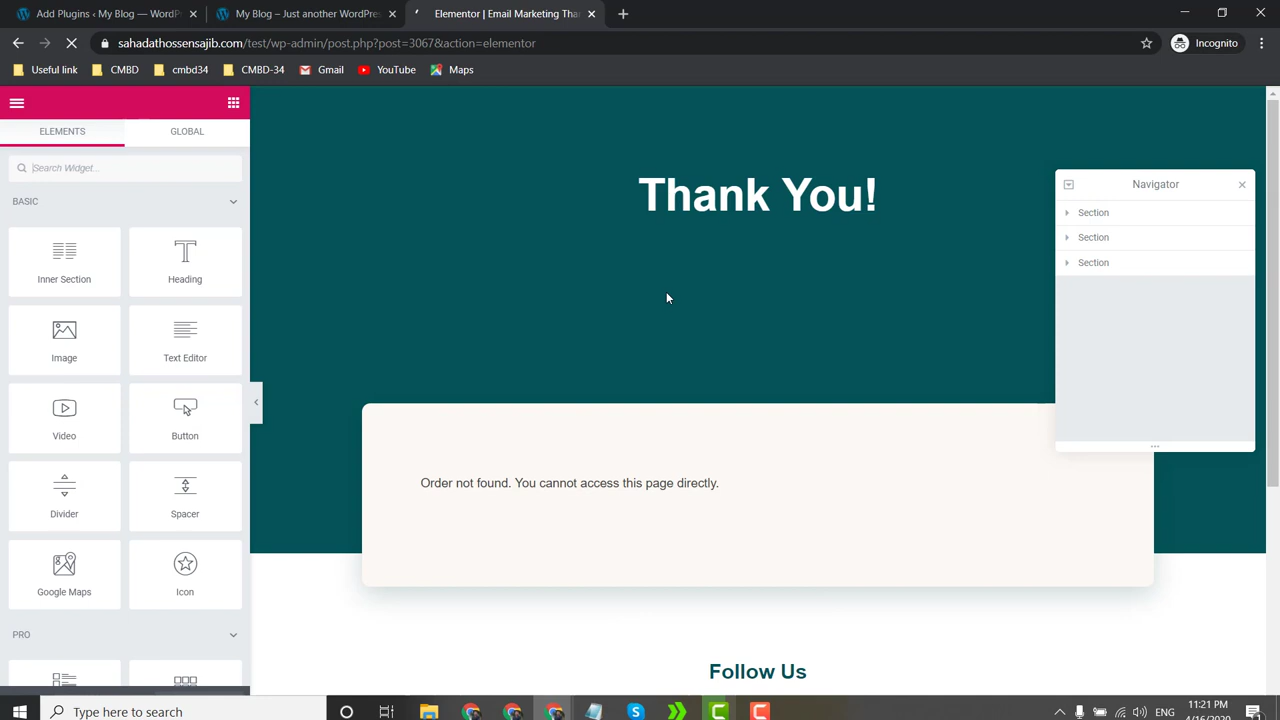 Add Plugins ‹ My Blog — WordP
My Blog – Just another WordPres
Elementor | Email Marketing Tha
sahadathossensajib.com/test/wp-admin/post.php?post=3067&action=elementor
Incognito
Useful link
CMBD
cmbd34
CMBD-34
Gmail
YouTube
Maps
ELEMENTS
GLOBAL
Search Widget...
BASIC
Inner Section
Heading
Image
Text Editor
Video
Button
Divider
Spacer
Google Maps
Icon
PRO
Thank You!
Order not found. You cannot access this page directly.
Follow Us
Navigator
Section
Section
Section
Type here to search
11:21 PM
4/16/2020